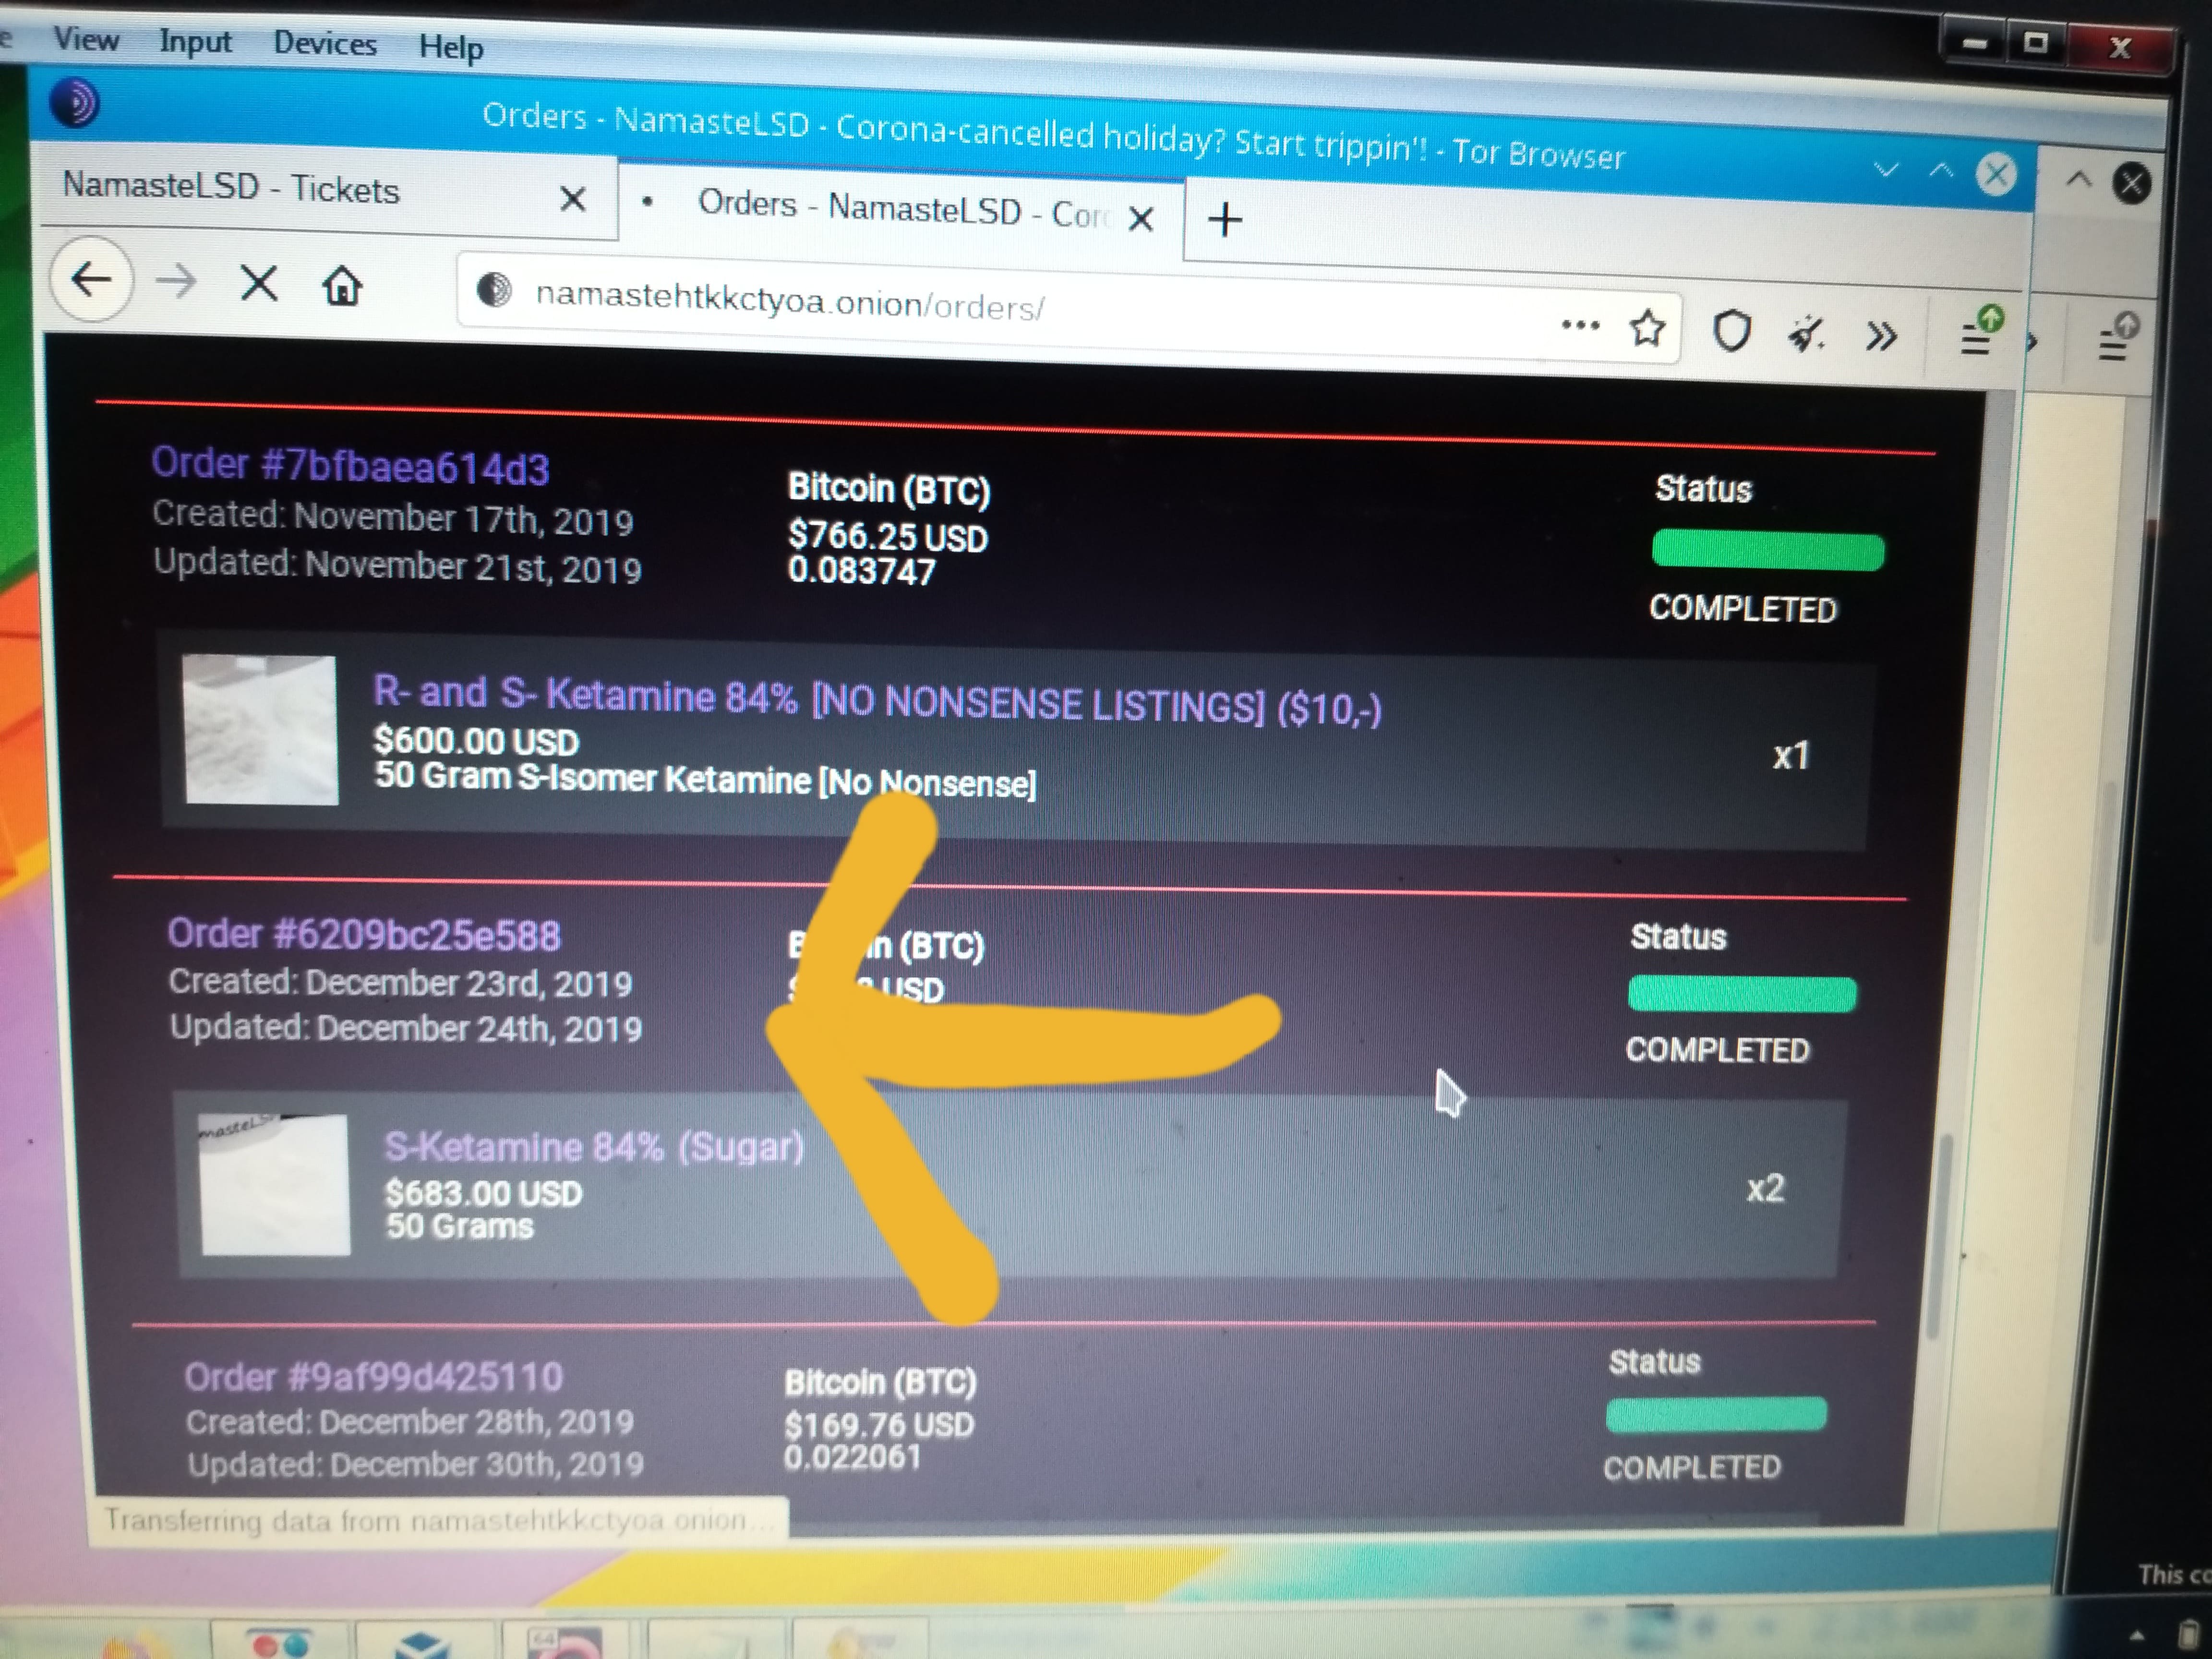 View Input Devices Help
Orders - NamasteLSD - Corona-cancelled holiday? Start trippin'! - Tor Browser
NamasteLSD - Tickets
Orders - NamasteLSD - Cor
namastehtkkctyoa.onion/orders/
Order #7bfbaea614d3
Created: November 17th, 2019
Updated: November 21st, 2019
Bitcoin (BTC)
$766.25 USD
0.083747
Status
COMPLETED
R- and S- Ketamine 84% [NO NONSENSE LISTINGS] ($10,-)
$600.00 USD
50 Gram S-Isomer Ketamine [No Nonsense]
x1
Order #6209bc25e588
Created: December 23rd, 2019
Updated: December 24th, 2019
(BTC)
USD
Status
COMPLETED
S-Ketamine 84% (Sugar)
$683.00 USD
50 Grams
x2
Order #9af99d425110
Created: December 28th, 2019
Updated: December 30th, 2019
Bitcoin (BTC)
$169.76 USD
0.022061
Status
COMPLETED
Transferring data from namastehtkkctyoa onion...
This
64